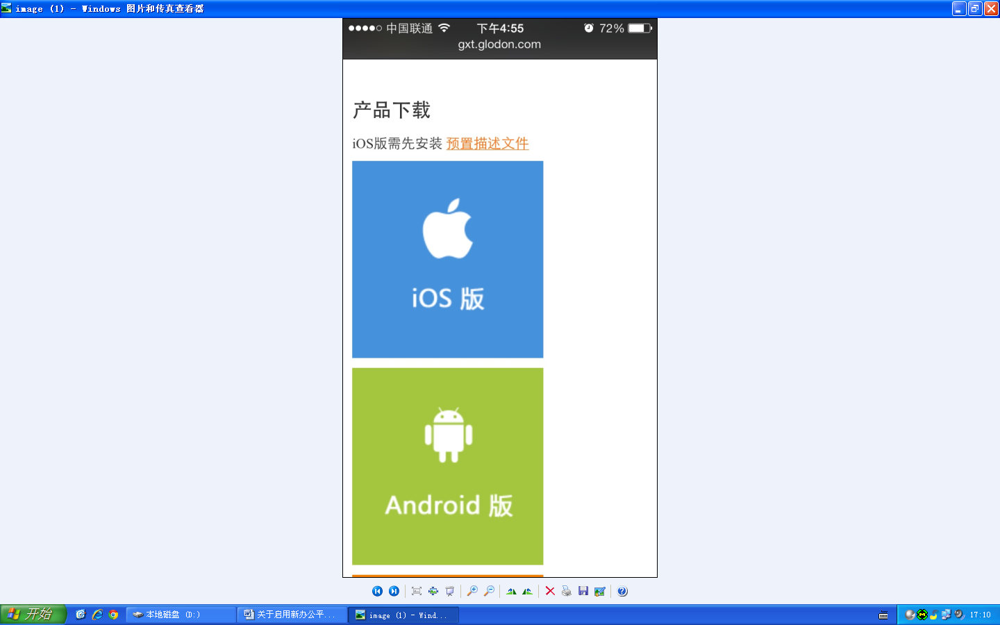 image (1) - Windows 图片和传真查看器
中国联通 下午4:55 72%
gxt.glodon.com
产品下载
iOS版需先安装 预置描述文件
iOS 版
Android 版
开始 本地磁盘 (D:) 关于启用新办公平... image (1) - Wind... 17:10